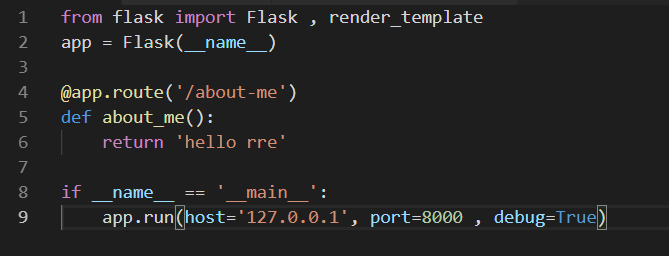 1 from flask import Flask , render_template
2 app = Flask(__name__)
3
4 @app.route('/about-me')
5 def about_me():
6     return 'hello rre'
7
8 if __name__ == '__main__':
9     app.run(host='127.0.0.1', port=8000 , debug=True)